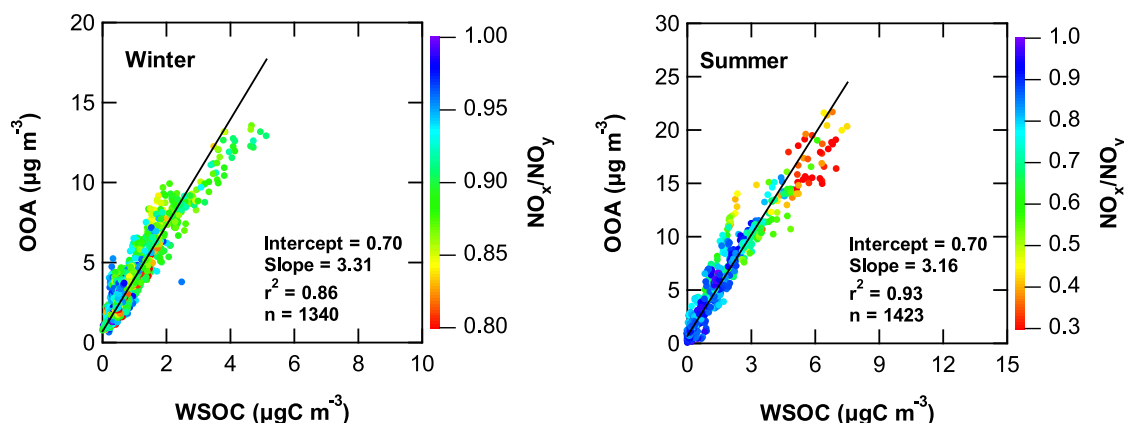 Winter
20
15
10
5
0
OOA (µg m⁻³)
0 2 4 6 8 10
WSOC (µgC m⁻³)
Intercept = 0.70
Slope = 3.31
r² = 0.86
n = 1340
1.00
0.95
0.90
0.85
0.80
NOₓ/NOᵧ
Summer
30
25
20
15
10
5
0
OOA (µg m⁻³)
0 3 6 9 12 15
WSOC (µgC m⁻³)
Intercept = 0.70
Slope = 3.16
r² = 0.93
n = 1423
1.0
0.9
0.8
0.7
0.6
0.5
0.4
0.3
NOₓ/NOᵧ